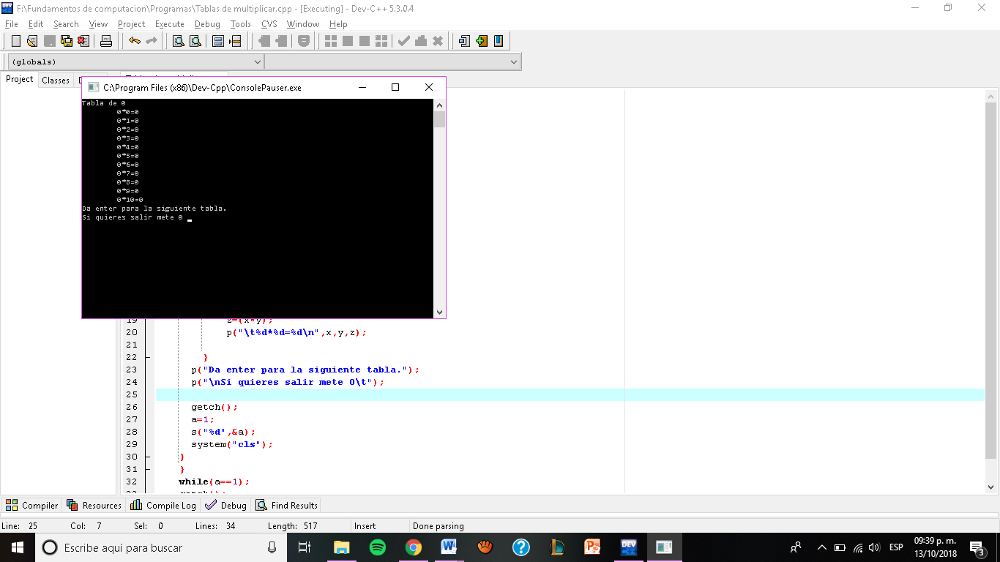 F:\Fundamentos de computacion\Programas\Tablas de multiplicar.cpp - [Executing] - Dev-C++ 5.3.0.4
File Edit Search View Project Execute Debug Tools CVS Window Help
(globals)
Project Classes
C:\Program Files (x86)\Dev-Cpp\ConsolePauser.exe
Tabla de 0
0*0=0
0*1=0
0*2=0
0*3=0
0*4=0
0*5=0
0*6=0
0*7=0
0*8=0
0*9=0
0*10=0
Da enter para la siguiente tabla.
Si quieres salir mete 0
19 z=(x*y);
20 p("\t%d*%d=%d\n",x,y,z);
21
22 }
23 p("Da enter para la siguiente tabla.");
24 p("\nSi quieres salir mete 0\t");
25
26 getch();
27 a=1;
28 s("%d",&a);
29 system("cls");
30 }
31 }
32 while(a==1);
Compiler Resources Compile Log Debug Find Results
Line: 25 Col: 7 Sel: 0 Lines: 34 Length: 517 Insert Done parsing
Escribe aquí para buscar
ESP
09:39 p. m.
13/10/2018
3